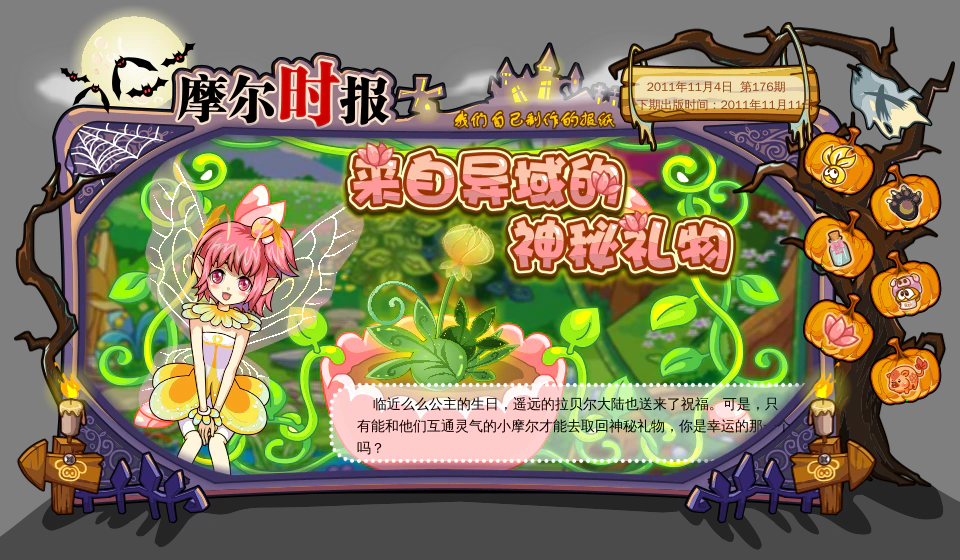 摩尔时报
我们自己制作的报纸
2011年11月4日 第176期
下期出版时间：2011年11月11
来自异域的
神秘礼物
临近么么公主的生日，遥远的拉贝尔大陆也送来了祝福。可是，只
有能和他们互通灵气的小摩尔才能去取回神秘礼物，你是幸运的那一个
吗？